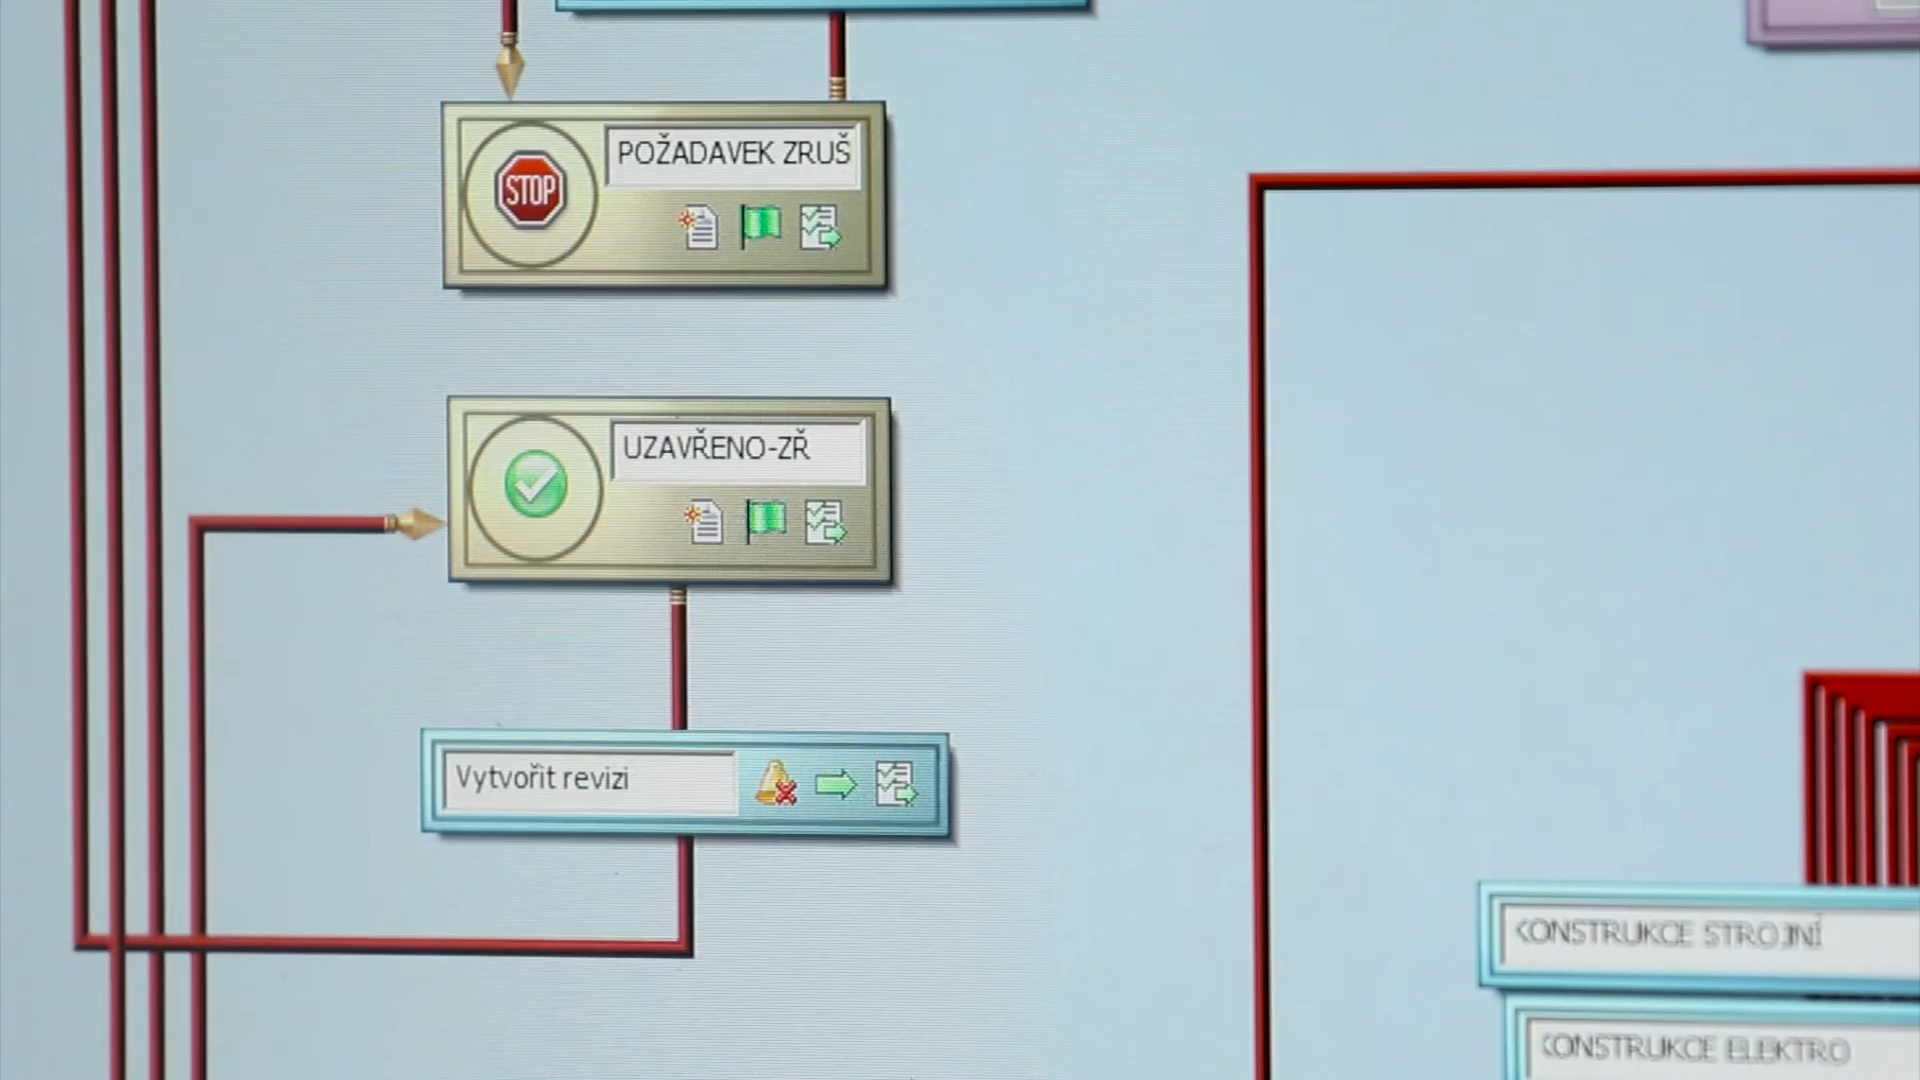 STOP
POŽADAVEK ZRUŠ
UZAVŘENO-ZŘ
Vytvořit revizi
KONSTRUKCE STROJNÍ
KONSTRUKCE ELEKTRO